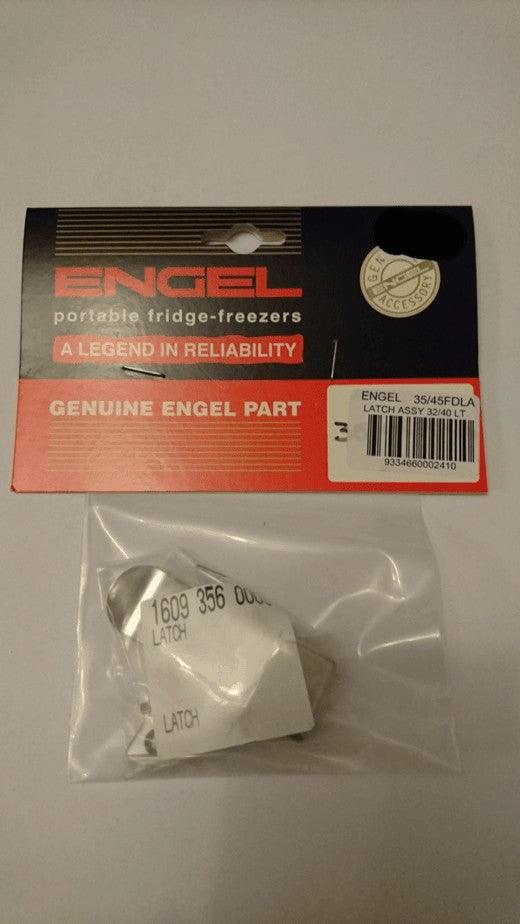 ENGEL
portable fridge-freezers
A LEGEND IN RELIABILITY
GENUINE ENGEL PART
ENGEL
ACCESSORY
ENGEL 35/45FDLA
LATCH ASSY 32/40 LT
9334660002410
1609 356
LATCH
LATCH